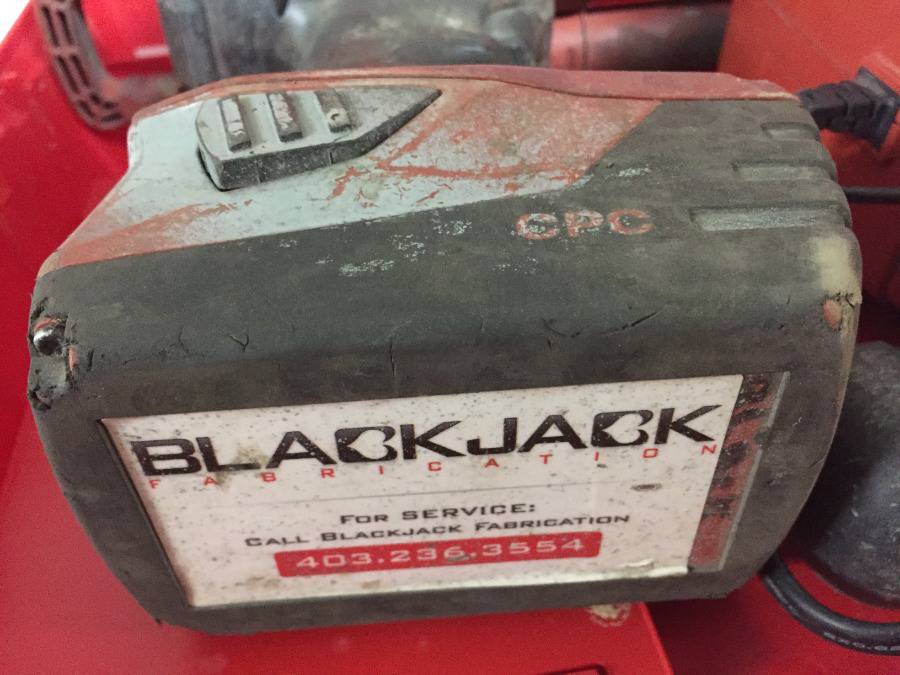 CPC
BLACKJACK
FABRICATION
FOR SERVICE:
CALL BLACKJACK FABRICATION
403.236.3554